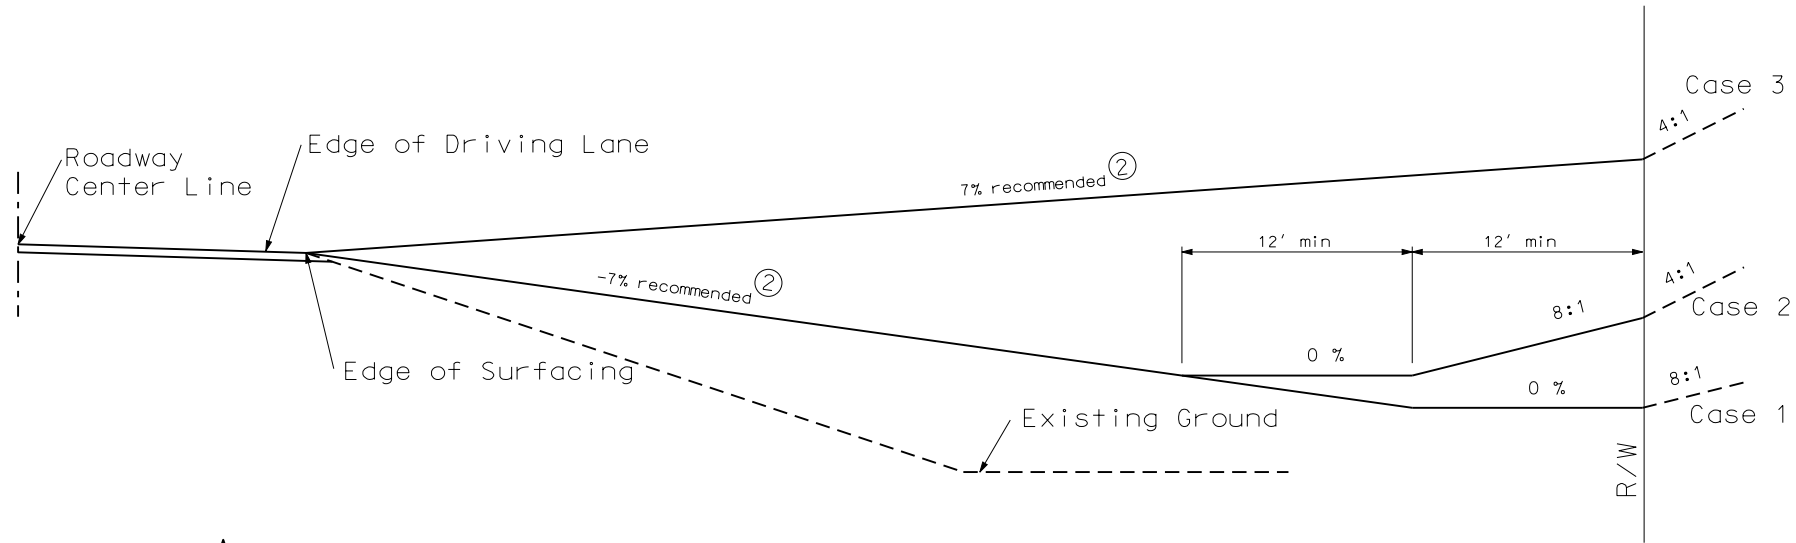 Case 3
4:1
Roadway
Center Line
Edge of Driving Lane
7% recommended ②
12' min
12' min
-7% recommended ②
4:1
Case 2
8:1
0 %
Edge of Surfacing
8:1
0 %
Case 1
Existing Ground
R/W